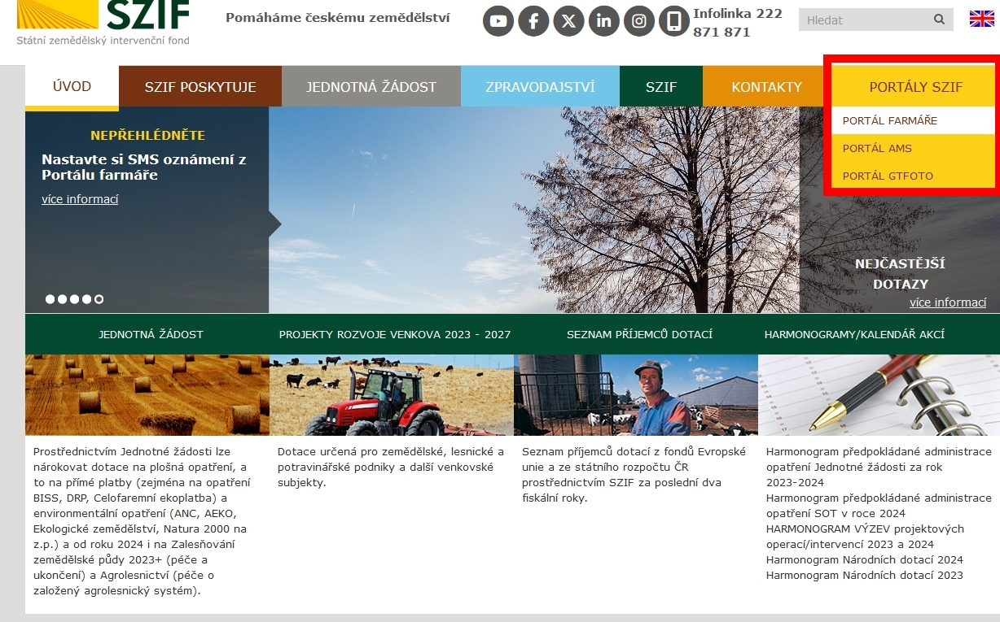 SZIF
Státní zemědělský intervenční fond
Pomáháme českému zemědělství
Infolinka 222
871 871
Hledat
ÚVOD
SZIF POSKYTUJE
JEDNOTNÁ ŽÁDOST
ZPRAVODAJSTVÍ
SZIF
KONTAKTY
PORTÁLY SZIF
PORTÁL FARMÁŘE
PORTÁL AMS
PORTÁL GTFOTO
NEPŘEHLÉDNĚTE
Nastavte si SMS oznámení z
Portálu farmáře
více informací
NEJČASTĚJŠÍ
DOTAZY
více informací
JEDNOTNÁ ŽÁDOST
PROJEKTY ROZVOJE VENKOVA 2023 - 2027
SEZNAM PŘÍJEMCŮ DOTACÍ
HARMONOGRAMY/KALENDÁŘ AKCÍ
Prostřednictvím Jednotné žádosti lze
nárokovat dotace na plošná opatření, a
to na přímé platby (zejména na opatření
BISS, DRP, Celofaremní ekoplatba) a
environmentální opatření (ANC, AEKO,
Ekologické zemědělství, Natura 2000 na
z.p.) a od roku 2024 i na Zalesňování
zemědělské půdy 2023+ (péče a
ukončení) a Agrolesnictví (péče o
založený agrolesnický systém).
Dotace určená pro zemědělské, lesnické a
potravinářské podniky a další venkovské
subjekty.
Seznam příjemců dotací z fondů Evropské
unie a ze státního rozpočtu ČR
prostřednictvím SZIF za poslední dva
fiskální roky.
Harmonogram předpokládané administrace
opatření Jednotné žádosti za rok
2023-2024
Harmonogram předpokládané administrace
opatření SOT v roce 2024
HARMONOGRAM VÝZEV projektových
operací/intervencí 2023 a 2024
Harmonogram Národních dotací 2024
Harmonogram Národních dotací 2023